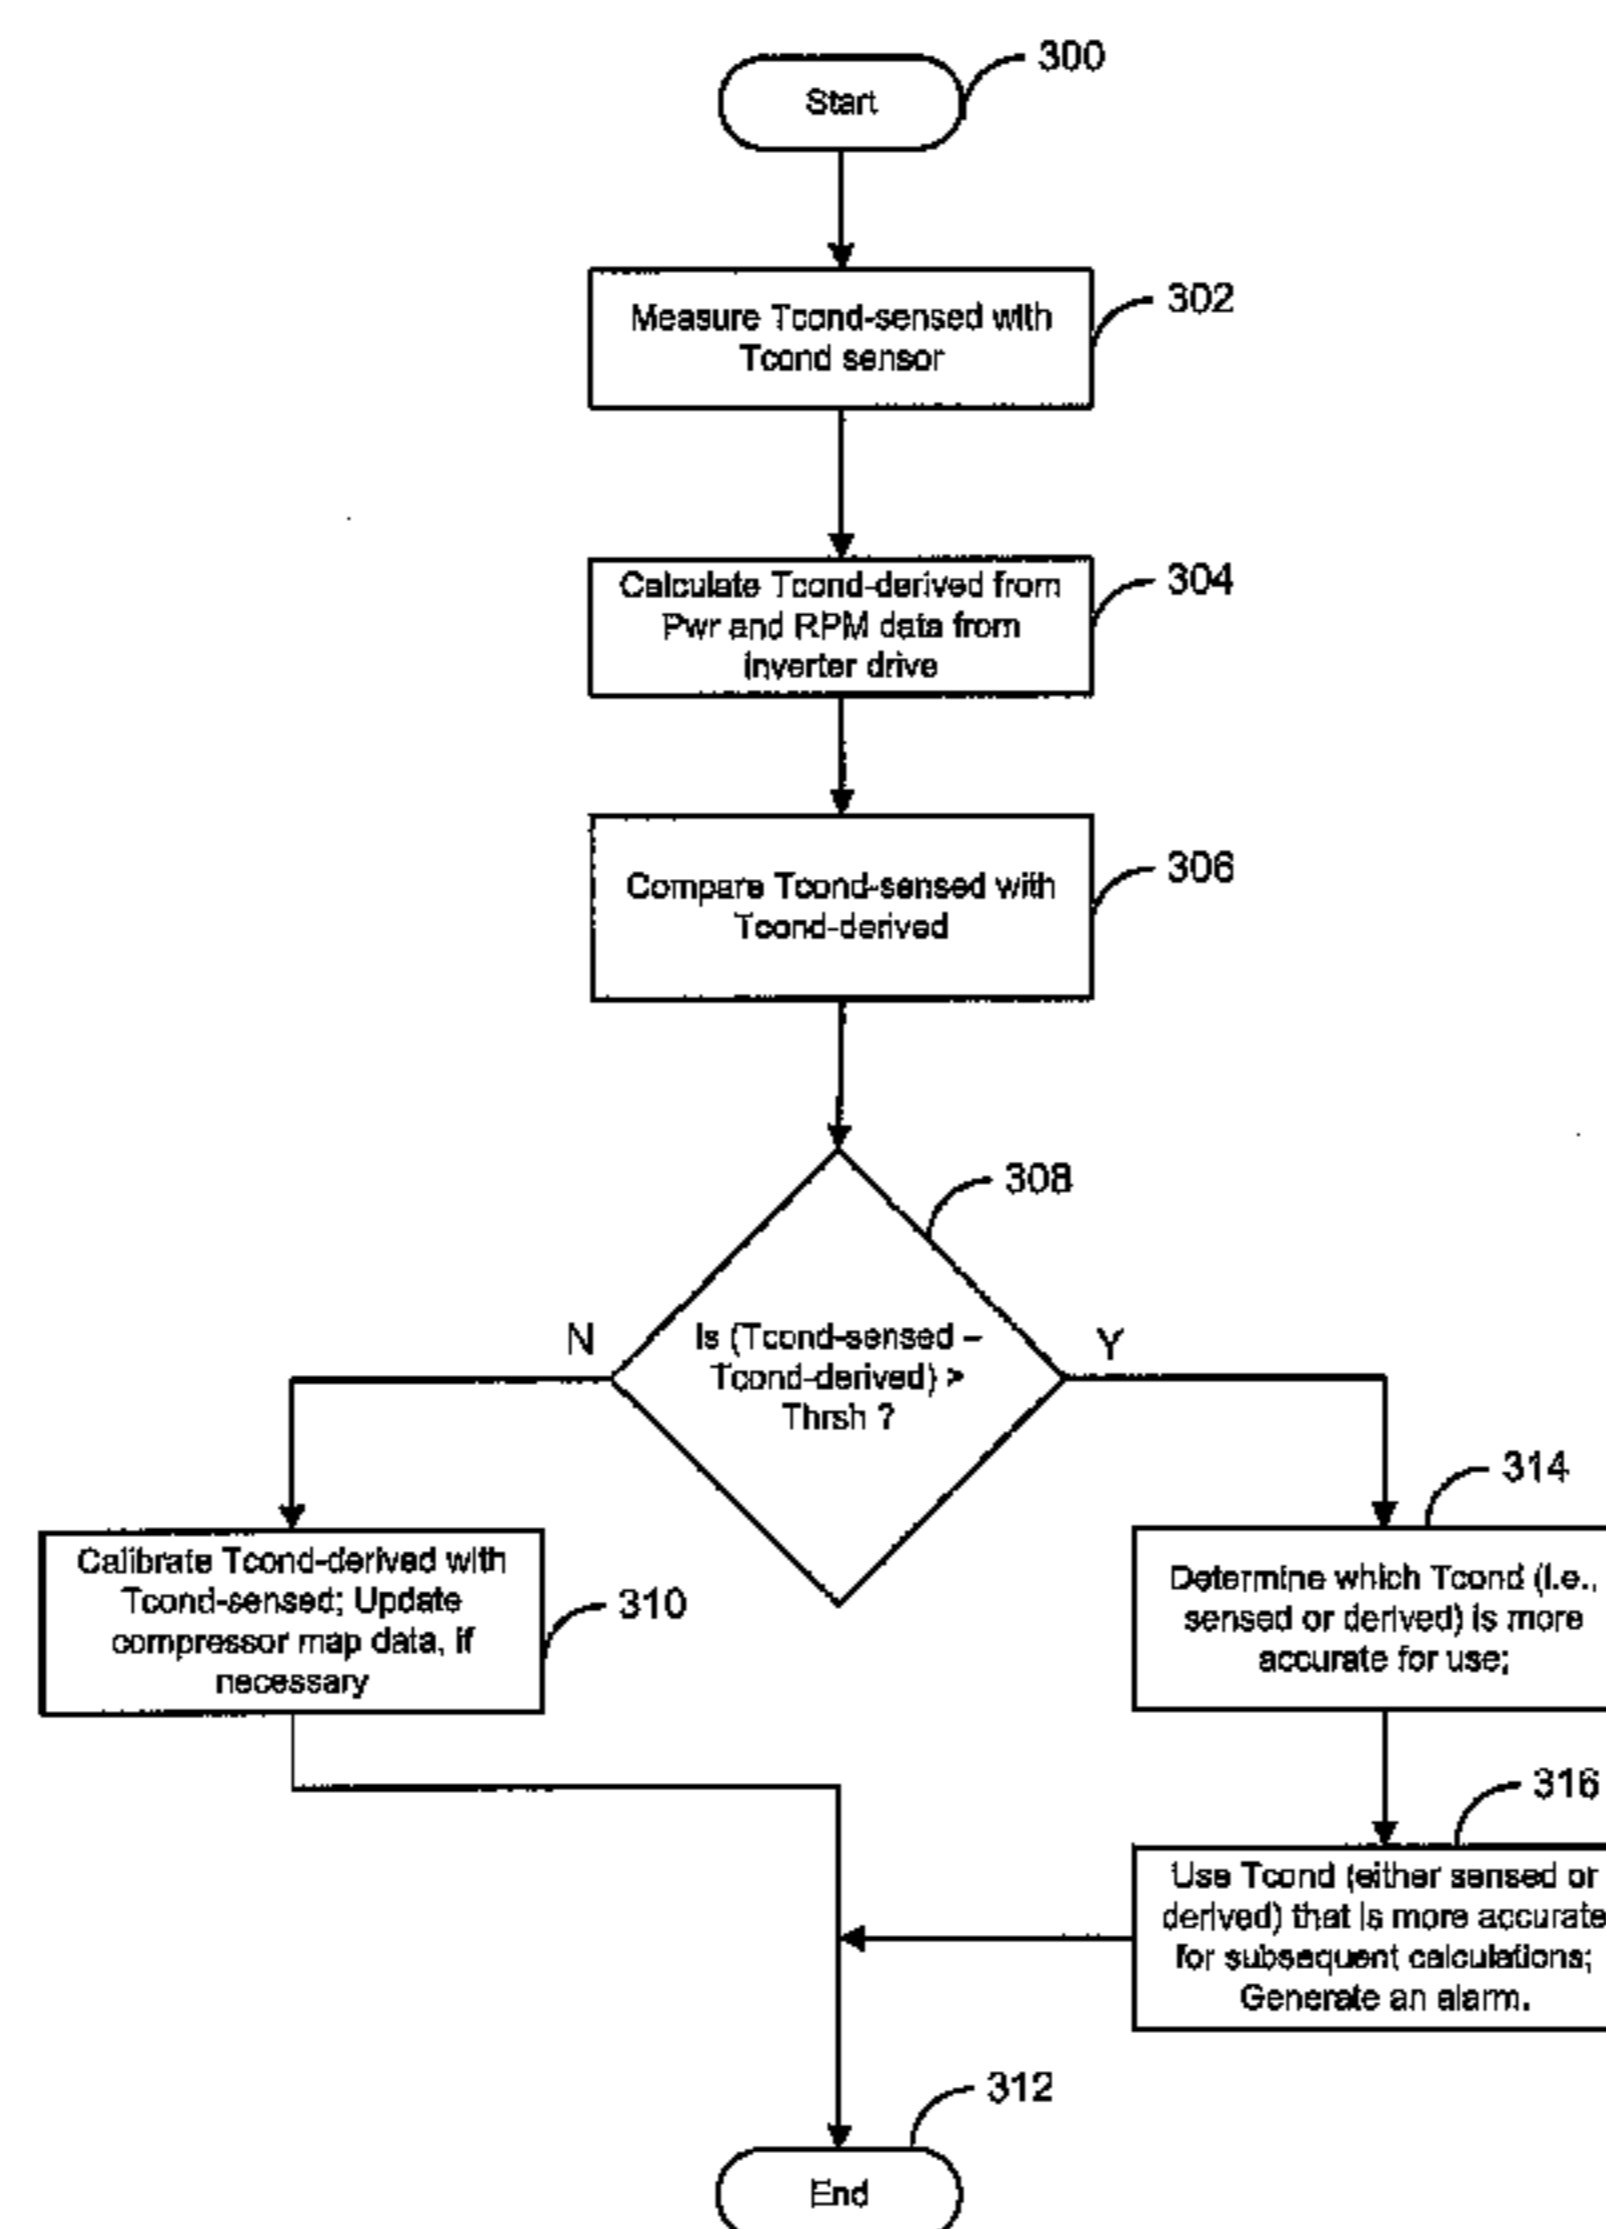 300
Start
302
Measure Tcond-sensed with
Tcond sensor
304
Calculate Tcond-derived from
Pwr and RPM data from
inverter drive
306
Compare Tcond-sensed with
Tcond-derived
308
N
Is (Tcond-sensed –
Tcond-derived) >
Thrsh ?
Y
310
Calibrate Tcond-derived with
Tcond-sensed; Update
compressor map data, if
necessary
314
Determine which Tcond (i.e.,
sensed or derived) is more
accurate for use;
316
Use Tcond (either sensed or
derived) that is more accurate
for subsequent calculations;
Generate an alarm.
312
End